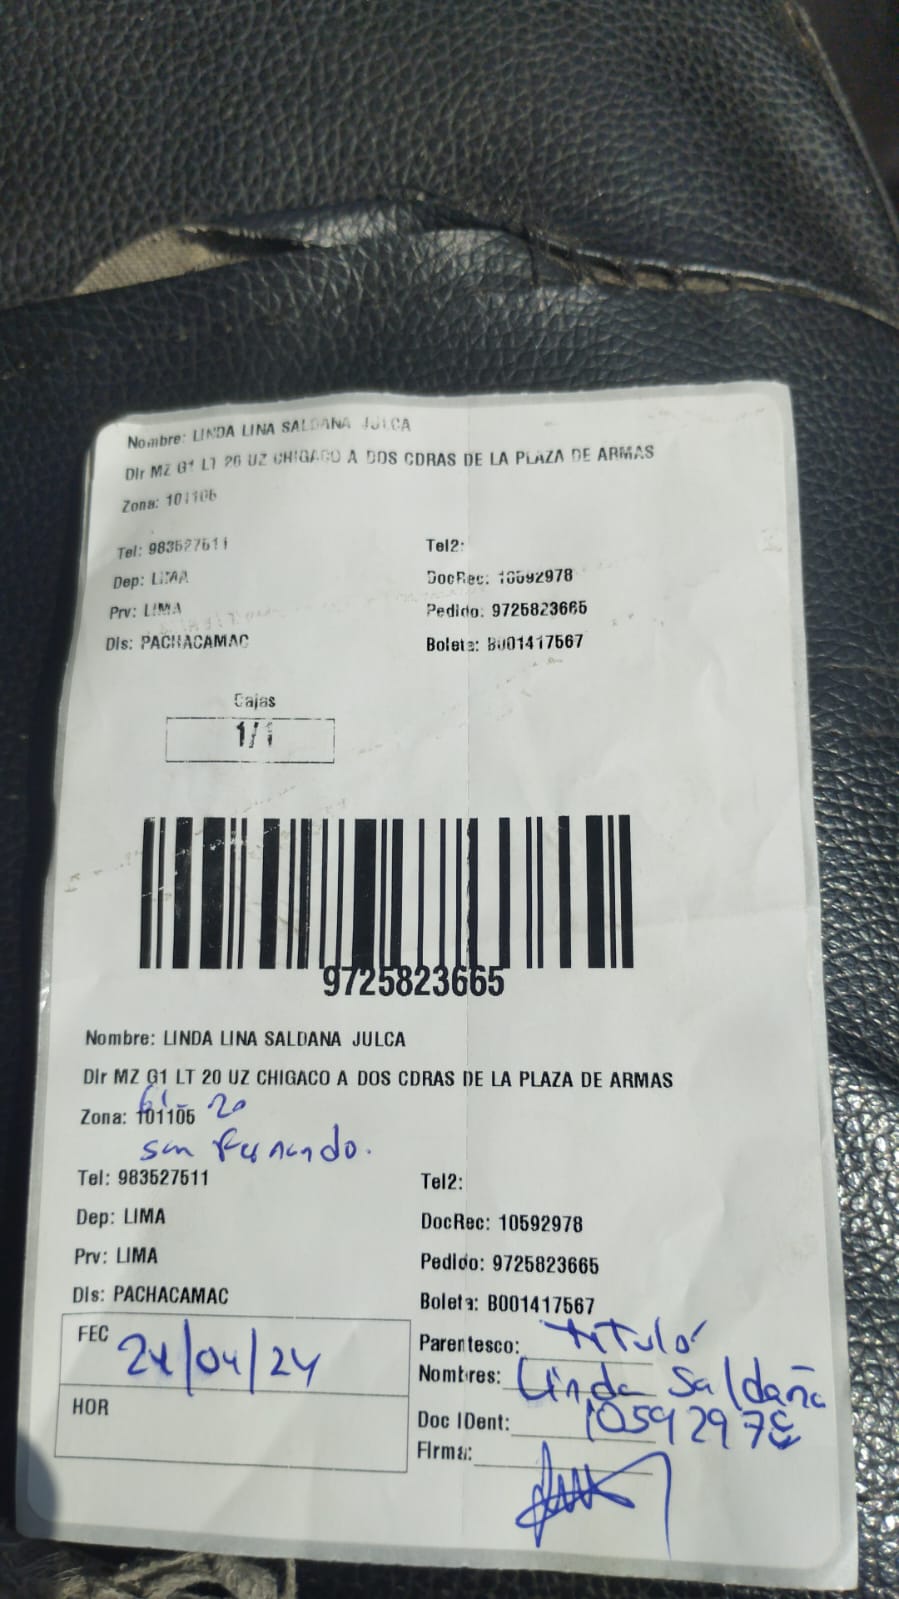 Nombre: LINDA LINA SALDANA JULCA
Dir MZ G1 LT 20 UZ CHIGACO A DOS CDRAS DE LA PLAZA DE ARMAS
Zona: 101105
Tel: 983527511 Tel2:
Dep: LIMA DocRec: 10592978
Prv: LIMA Pedido: 9725823665
Dis: PACHACAMAC Boleta: B001417567
Cajas
1/1
9725823665
Nombre: LINDA LINA SALDANA JULCA
Dir MZ G1 LT 20 UZ CHIGACO A DOS CDRAS DE LA PLAZA DE ARMAS
G1 - 20
Zona: 101105
San Fernando.
Tel: 983527511 Tel2:
Dep: LIMA DocRec: 10592978
Prv: LIMA Pedido: 9725823665
Dis: PACHACAMAC Boleta: B001417567
FEC 24/04/24 Parentesco:
Nombres: Linda Saldaña
HOR Doc IDent: 10592978
Firma: